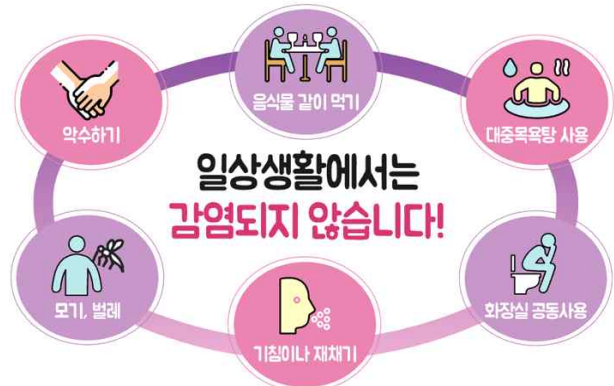 음식물 같이 먹기
악수하기
대중목욕탕 사용
일상생활에서는
감염되지 않습니다!
모기, 벌레
화장실 공동사용
기침이나 재채기